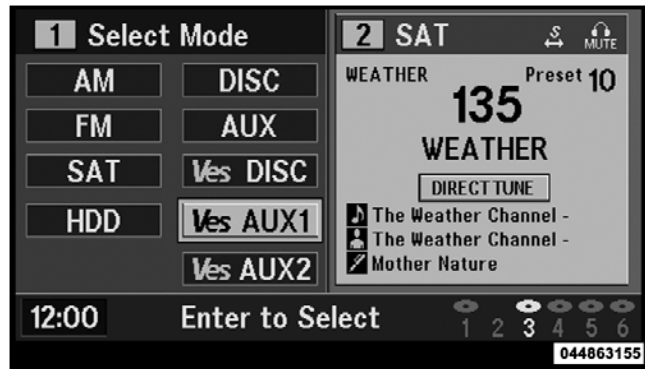 1 Select Mode
AM
DISC
FM
AUX
SAT
Ves DISC
HDD
Ves AUX1
Ves AUX2
2 SAT
S
MUTE
WEATHER
Preset 10
135
WEATHER
DIRECT TUNE
The Weather Channel -
The Weather Channel -
Mother Nature
12:00
Enter to Select
1 2 3 4 5 6
044863155